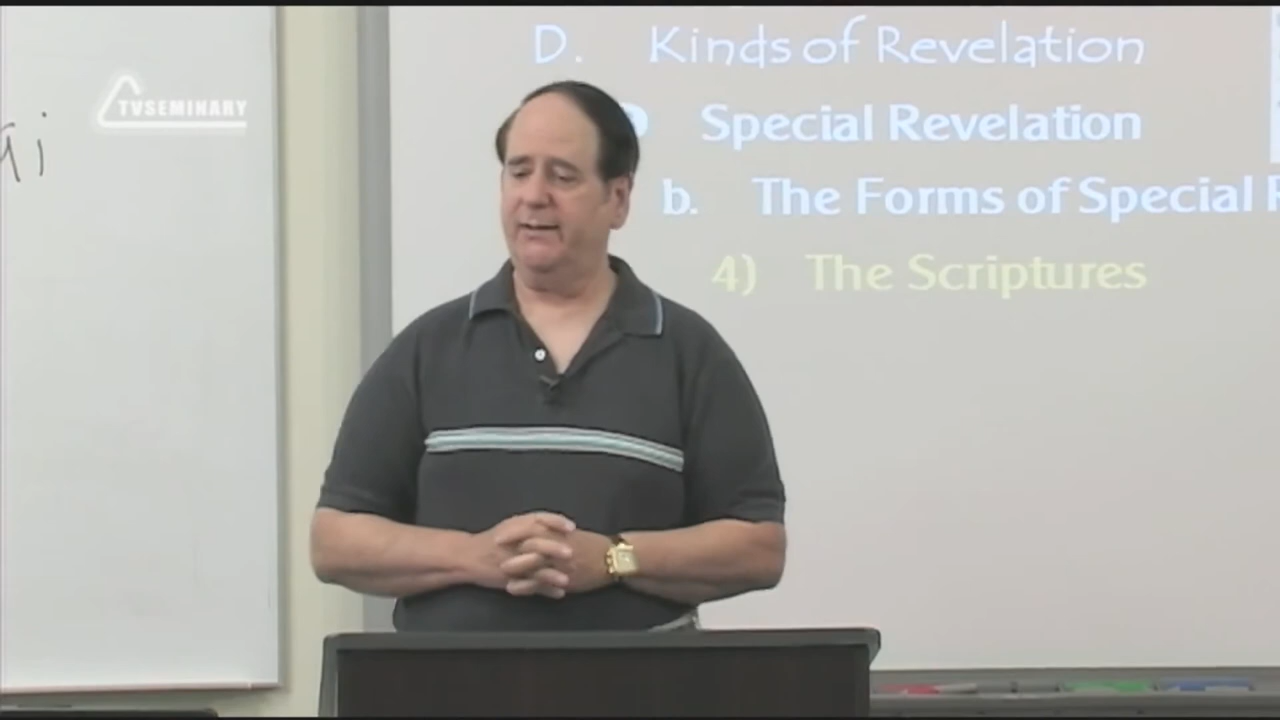 TVSEMINARY
D. Kinds of Revelation
Special Revelation
b. The Forms of Special
4) The Scriptures